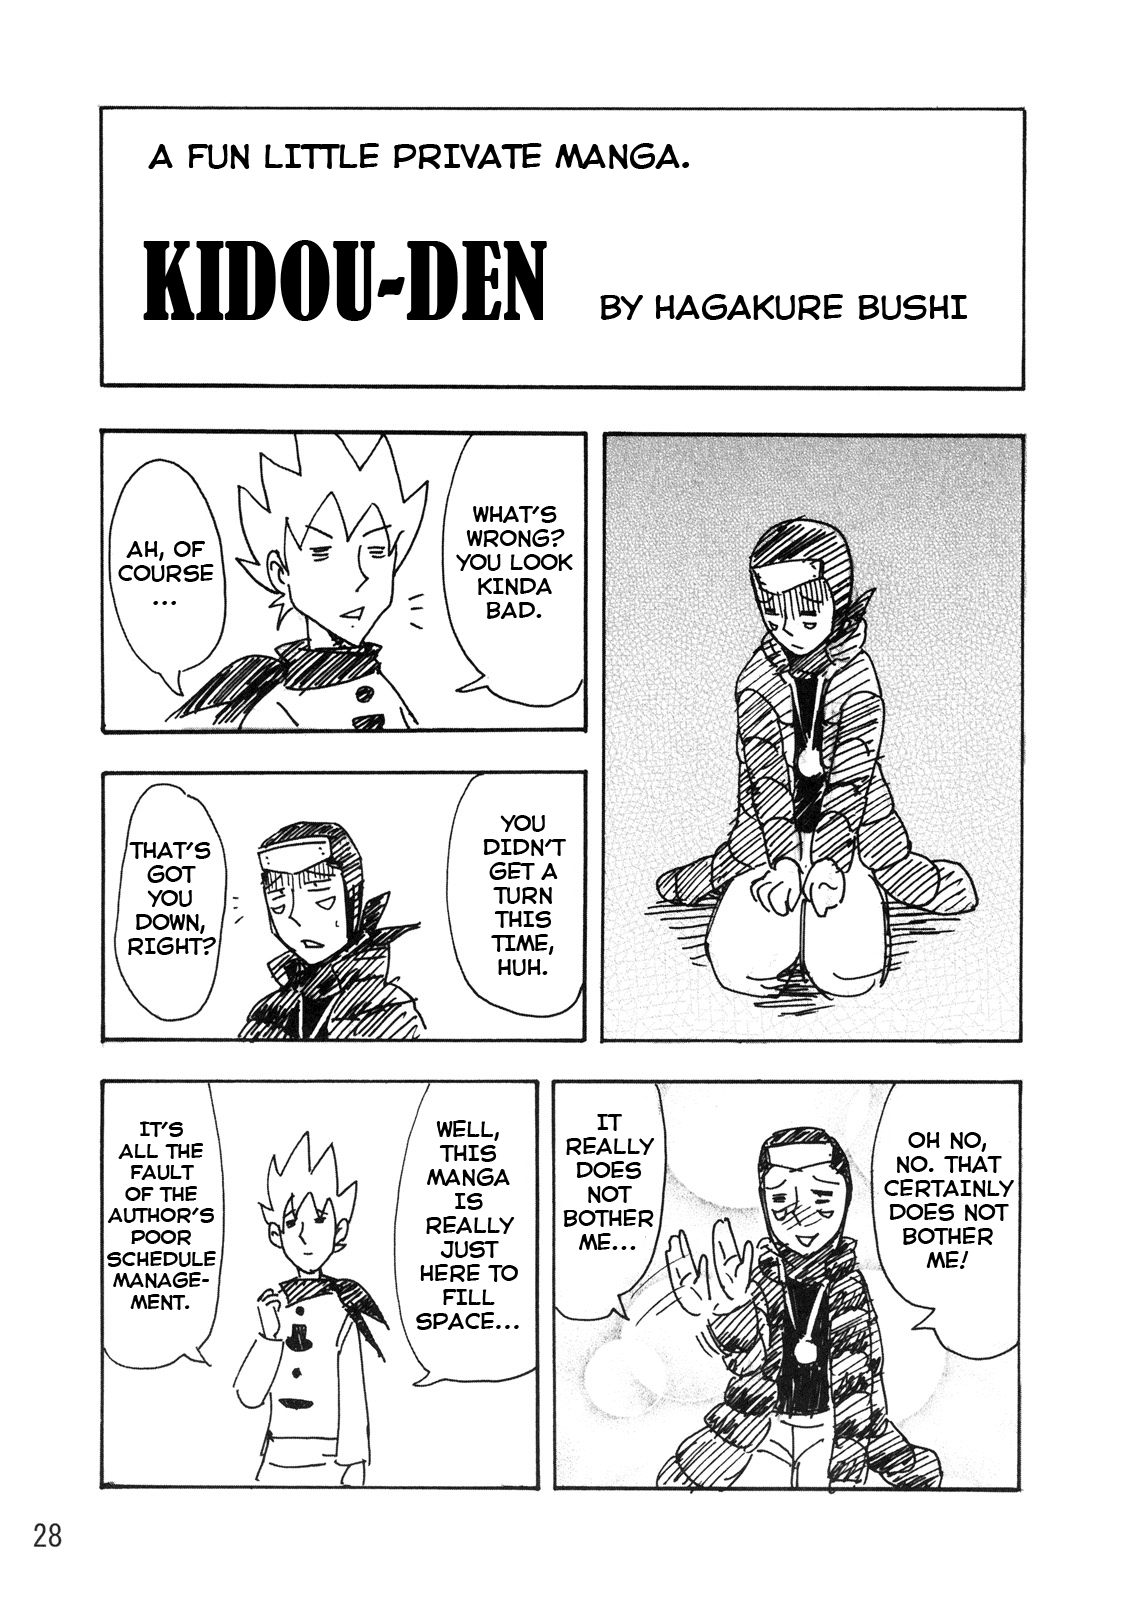 A FUN LITTLE PRIVATE MANGA.
KIDOU-DEN
BY HAGAKURE BUSHI
WHAT'S
WRONG?
YOU LOOK
KINDA
BAD.
AH, OF
COURSE
...
YOU
DIDN'T
GET A
TURN
THIS
TIME,
HUH.
THAT'S
GOT
YOU
DOWN,
RIGHT?
OH NO,
NO. THAT
CERTAINLY
DOES NOT
BOTHER
ME!
IT
REALLY
DOES
NOT
BOTHER
ME...
WELL,
THIS
MANGA
IS
REALLY
JUST
HERE TO
FILL
SPACE...
IT'S
ALL THE
FAULT
OF THE
AUTHOR'S
POOR
SCHEDULE
MANAGE-
MENT.
28